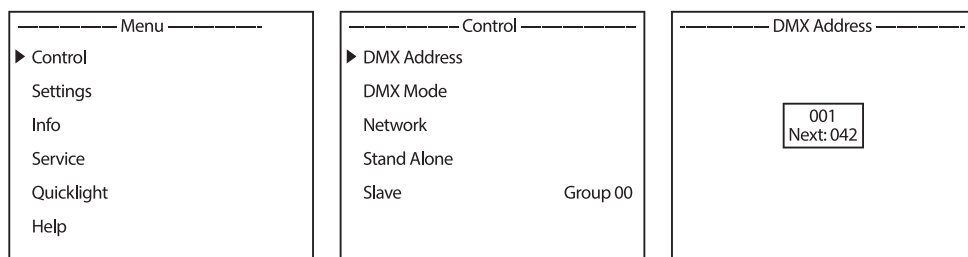 Menu
Control
Settings
Info
Service
Quicklight
Help
Control
DMX Address
DMX Mode
Network
Stand Alone
Slave Group 00
DMX Address
001
Next: 042